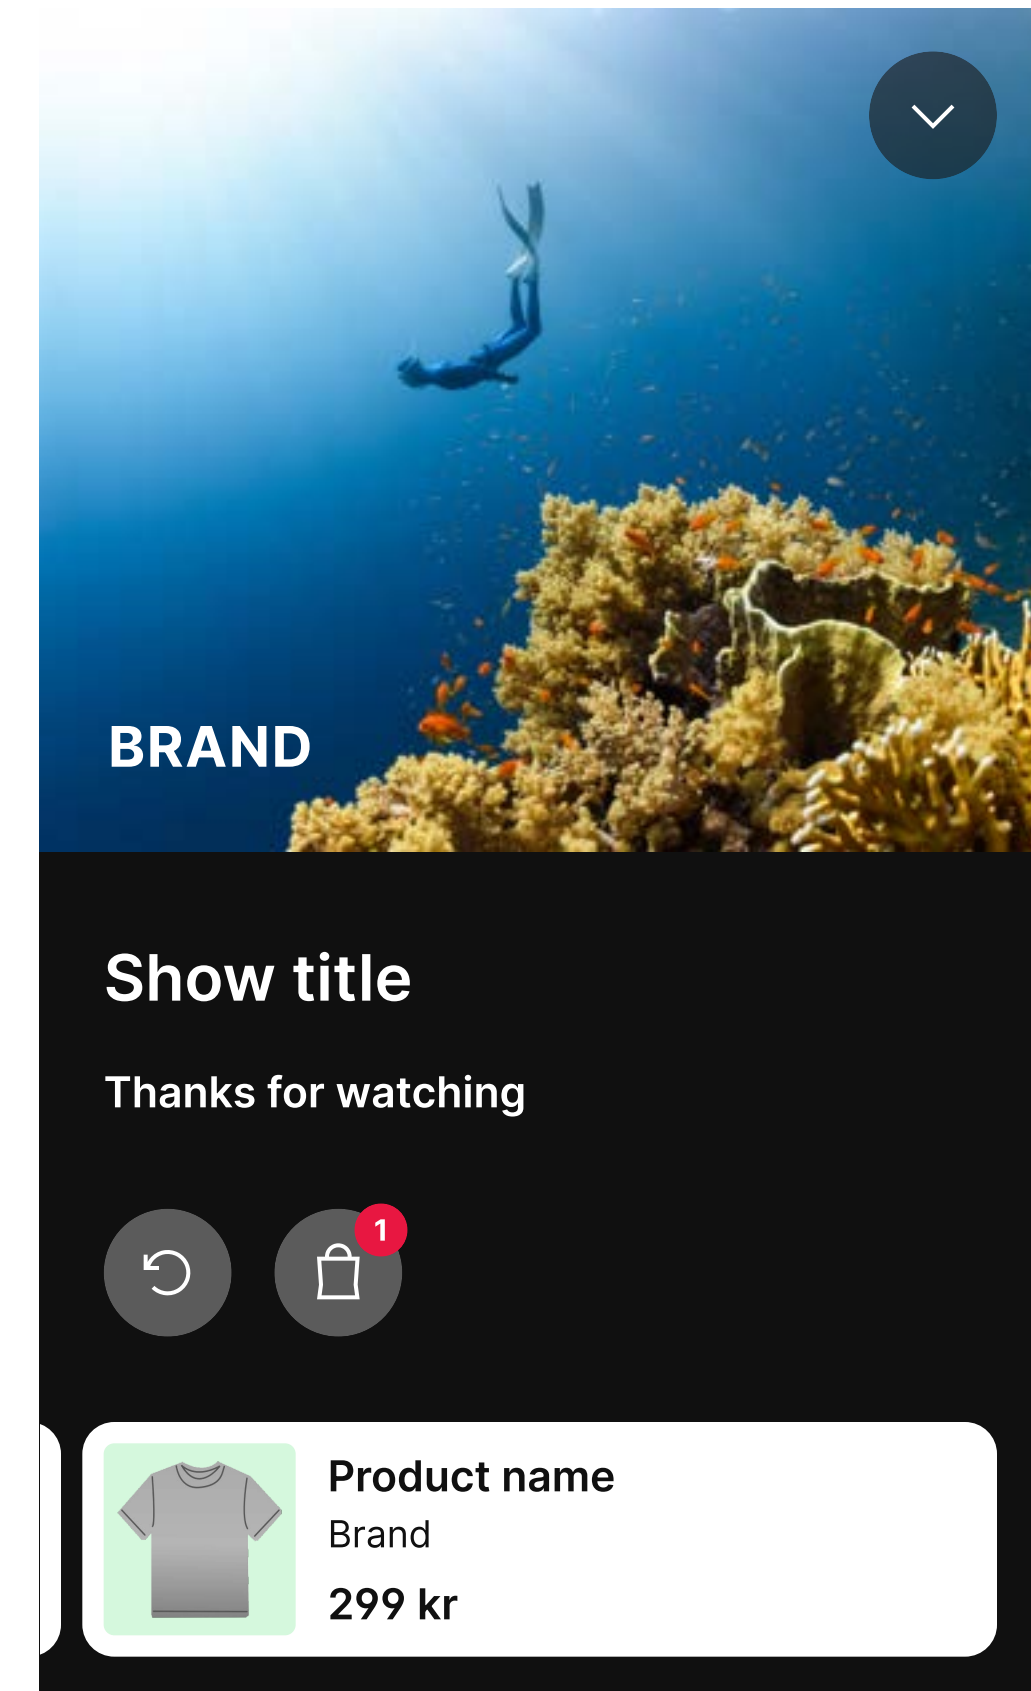 BRAND
Show title
Thanks for watching
1
Product name
Brand
299 kr